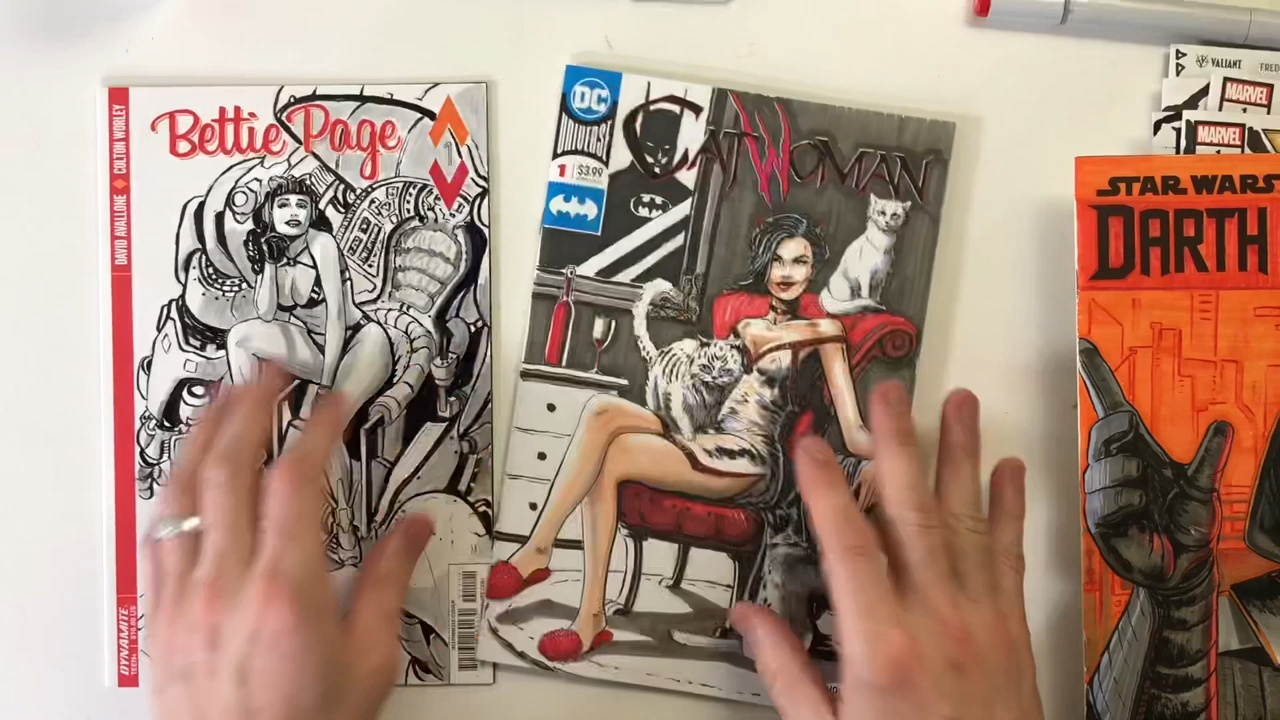 Bettie Page
1
DAVID AVALLONE ◆ COLTON WORLEY
DYNAMITE
DC
UNIVERSE
1 $3.99
CATWOMAN
VALIANT FRED
MARVEL
MARVEL
STAR WARS
DARTH